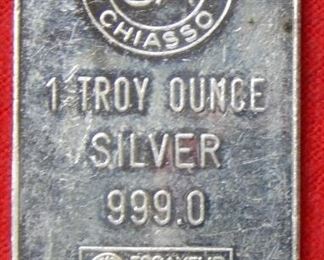 CHIASSO
1 TROY OUNCE
SILVER
999.0